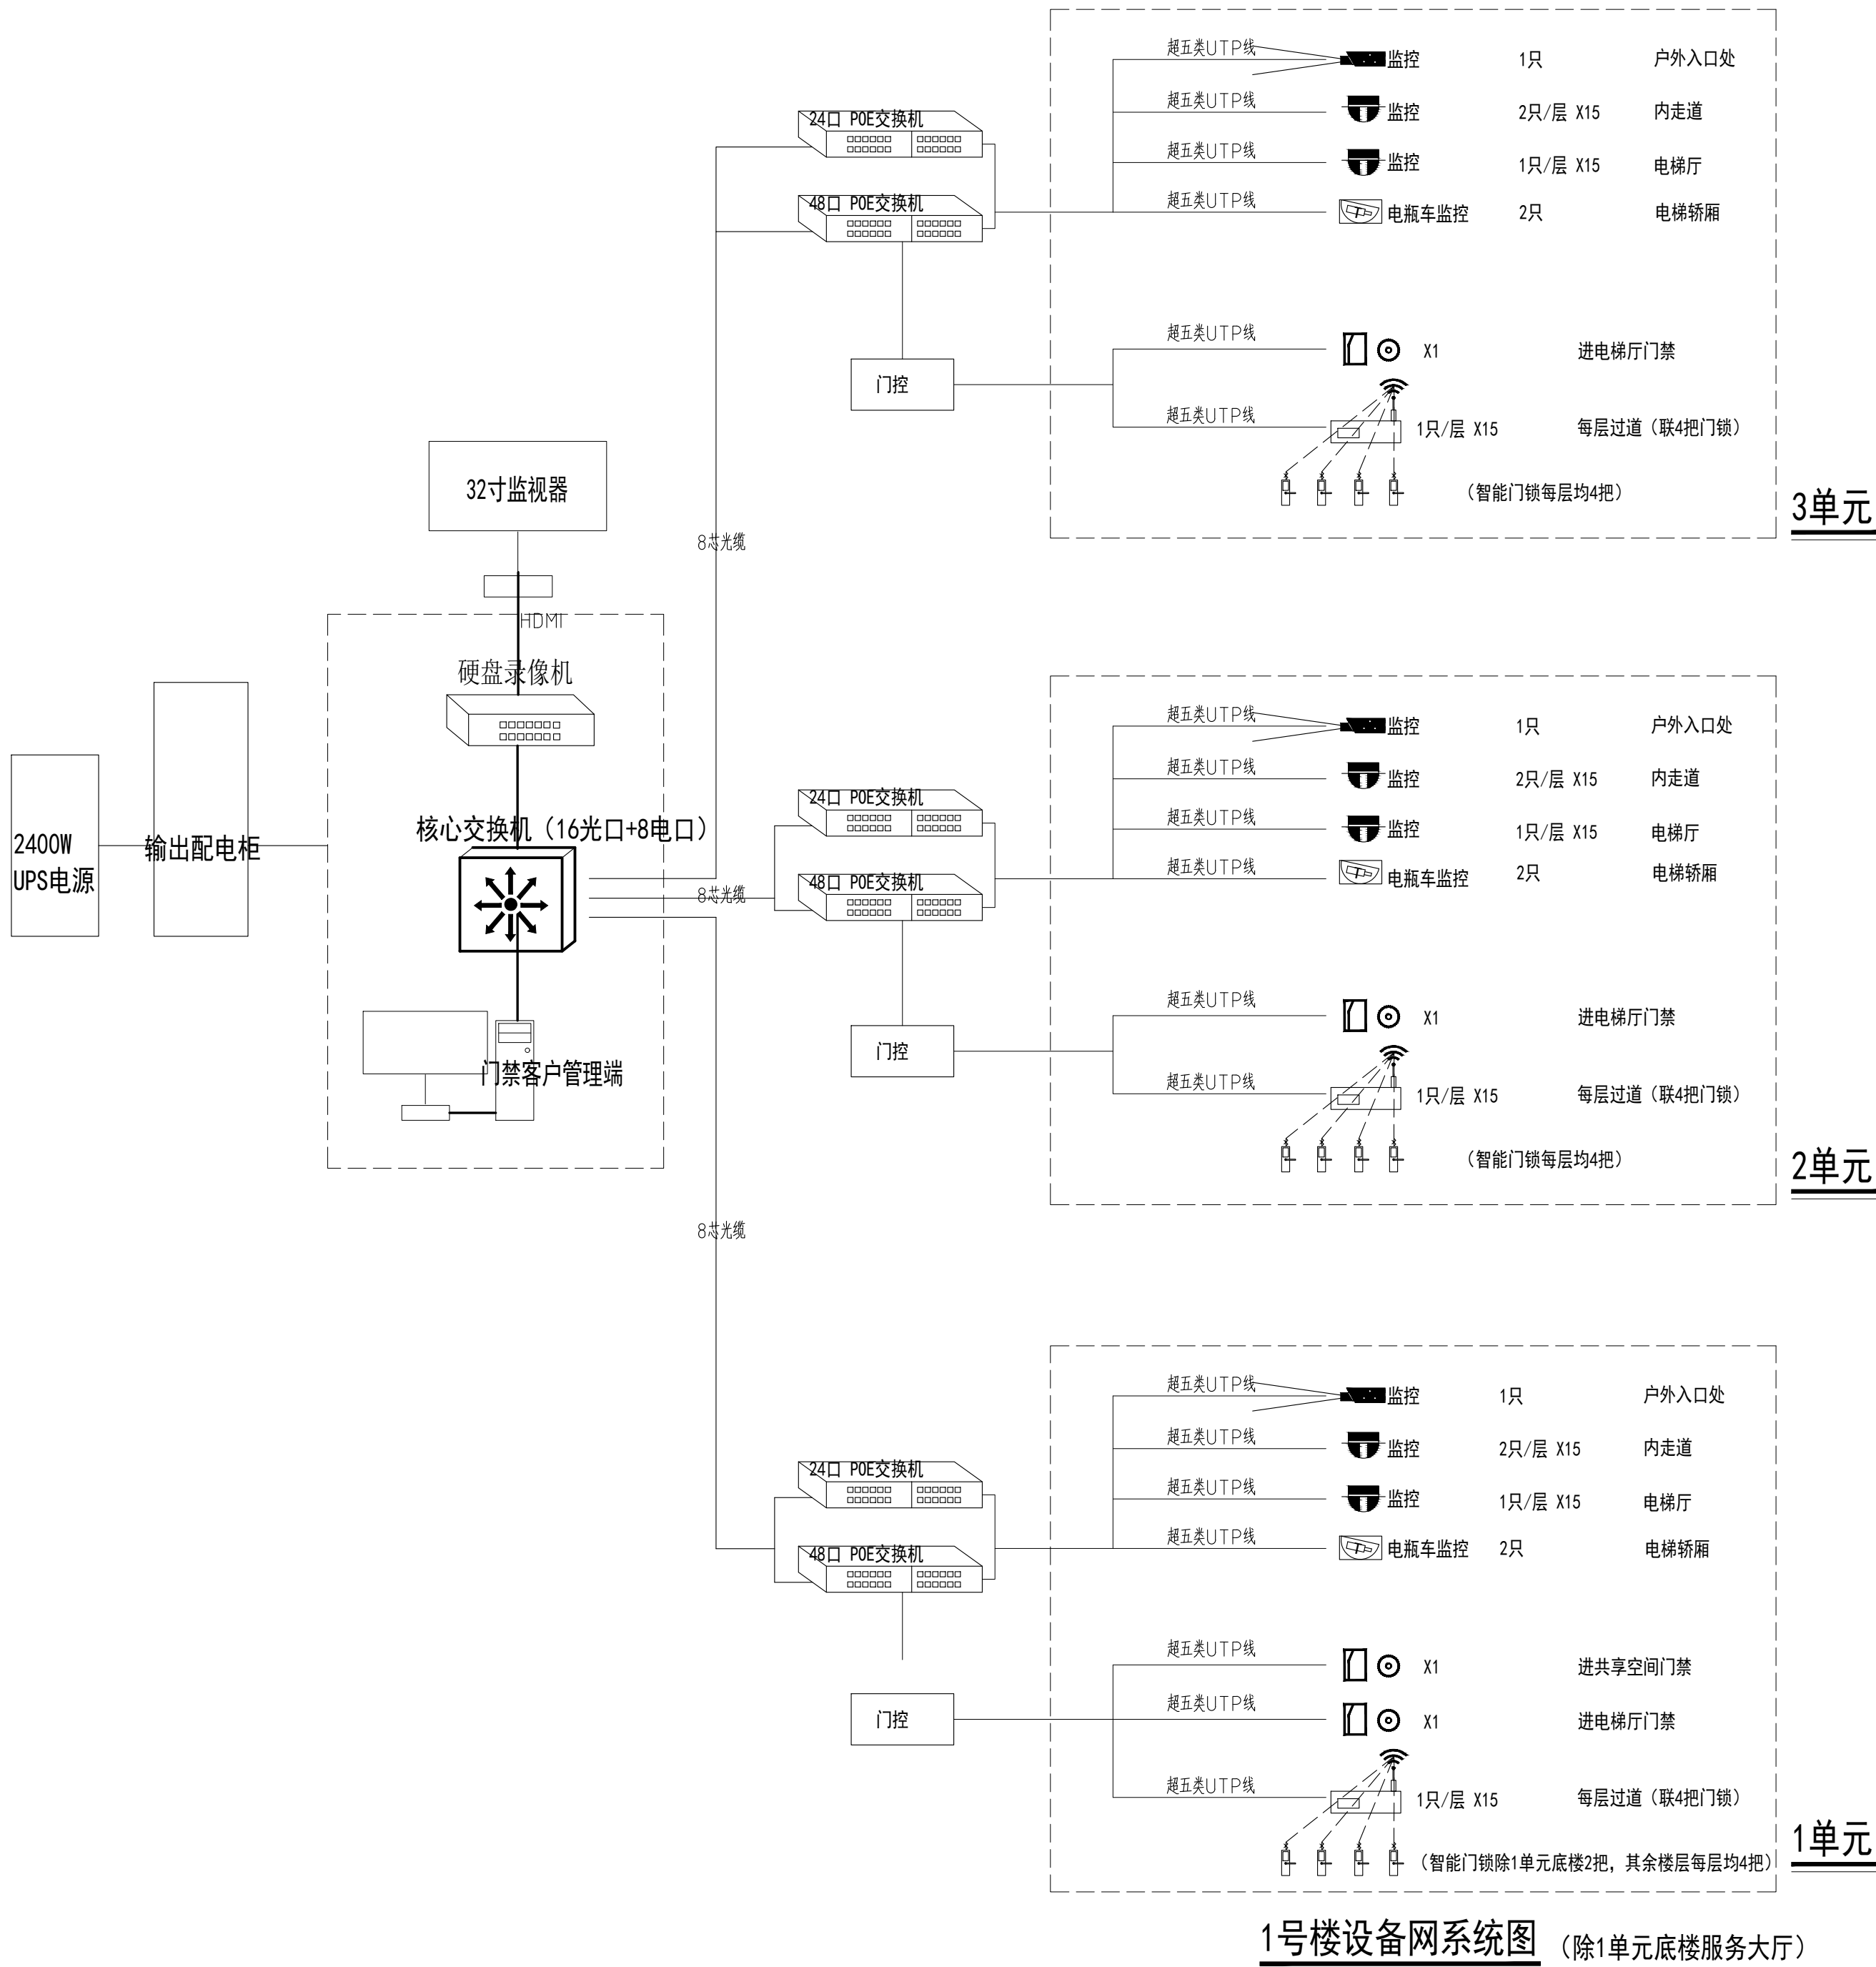 超五类UTP线 监控 1只 户外入口处
超五类UTP线 监控 2只/层 X15 内走道
24口 POE交换机
超五类UTP线 监控 1只/层 X15 电梯厅
48口 POE交换机
超五类UTP线 电瓶车监控 2只 电梯轿厢
超五类UTP线 X1 进电梯厅门禁
门控
超五类UTP线 1只/层 X15 每层过道（联4把门锁）
（智能门锁每层均4把）
3单元
32寸监视器
8芯光缆
HDMI
硬盘录像机
核心交换机（16光口+8电口）
2400W
UPS电源
输出配电柜
门禁客户管理端
超五类UTP线 监控 1只 户外入口处
超五类UTP线 监控 2只/层 X15 内走道
24口 POE交换机
超五类UTP线 监控 1只/层 X15 电梯厅
48口 POE交换机
超五类UTP线 电瓶车监控 2只 电梯轿厢
8芯光缆
超五类UTP线 X1 进电梯厅门禁
门控
超五类UTP线 1只/层 X15 每层过道（联4把门锁）
（智能门锁每层均4把）
2单元
8芯光缆
超五类UTP线 监控 1只 户外入口处
超五类UTP线 监控 2只/层 X15 内走道
24口 POE交换机
超五类UTP线 监控 1只/层 X15 电梯厅
48口 POE交换机
超五类UTP线 电瓶车监控 2只 电梯轿厢
超五类UTP线 X1 进共享空间门禁
超五类UTP线 X1 进电梯厅门禁
门控
超五类UTP线 1只/层 X15 每层过道（联4把门锁）
（智能门锁除1单元底楼2把，其余楼层每层均4把）
1单元
1号楼设备网系统图 （除1单元底楼服务大厅）